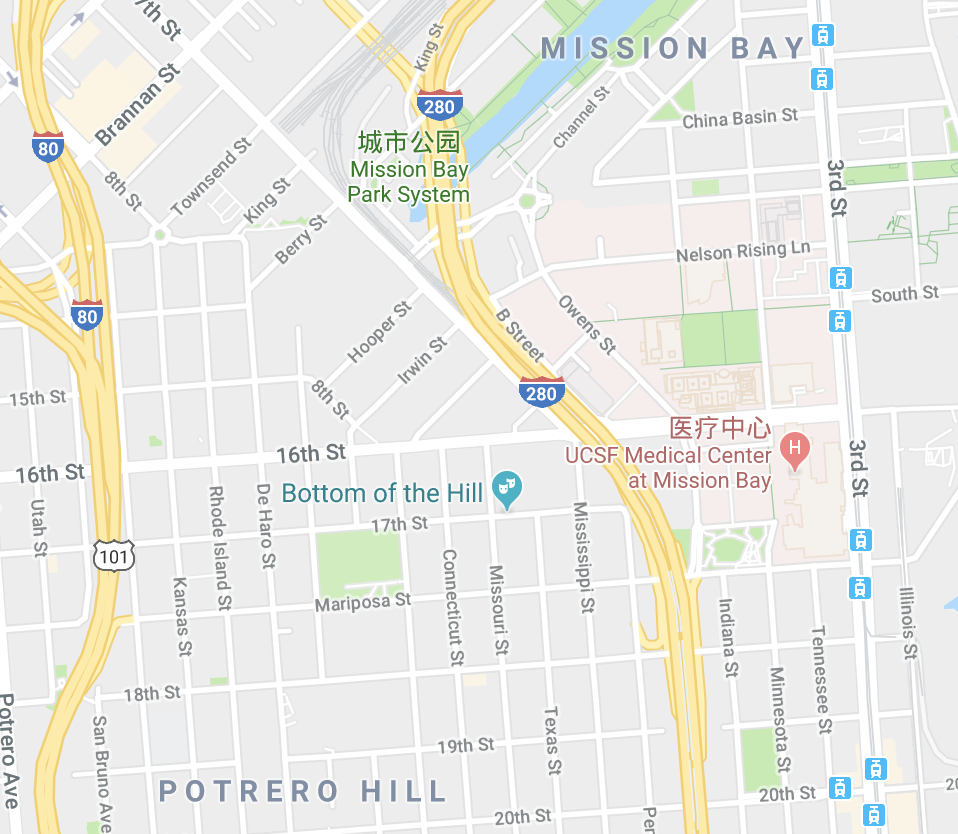 7th St
King St
MISSION BAY
280
Brannan St
Channel St
China Basin St
80
城市公园
Mission Bay
Park System
Townsend St
8th St
King St
3rd St
Berry St
Nelson Rising Ln
South St
80
Hooper St
Owens St
B Street
Irwin St
280
15th St
8th St
医疗中心
UCSF Medical Center
at Mission Bay
H
16th St
16th St
3rd St
Bottom of the Hill
17th St
Utah St
Rhode Island St
De Haro St
Mississippi St
101
Connecticut St
Missouri St
Kansas St
Mariposa St
Indiana St
Illinois St
Tennessee St
Minnesota St
18th St
Potrero Ave
San Bruno Ave
Texas St
19th St
POTRERO HILL
20th St
20th St